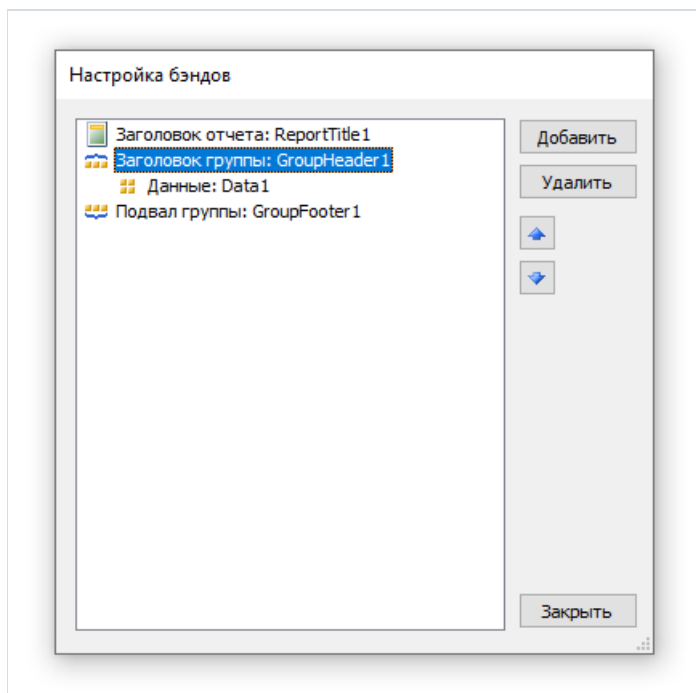 Настройка бэндов
Заголовок отчета: ReportTitle1
Заголовок группы: GroupHeader1
Данные: Data1
Подвал группы: GroupFooter1
Добавить
Удалить
Закрыть